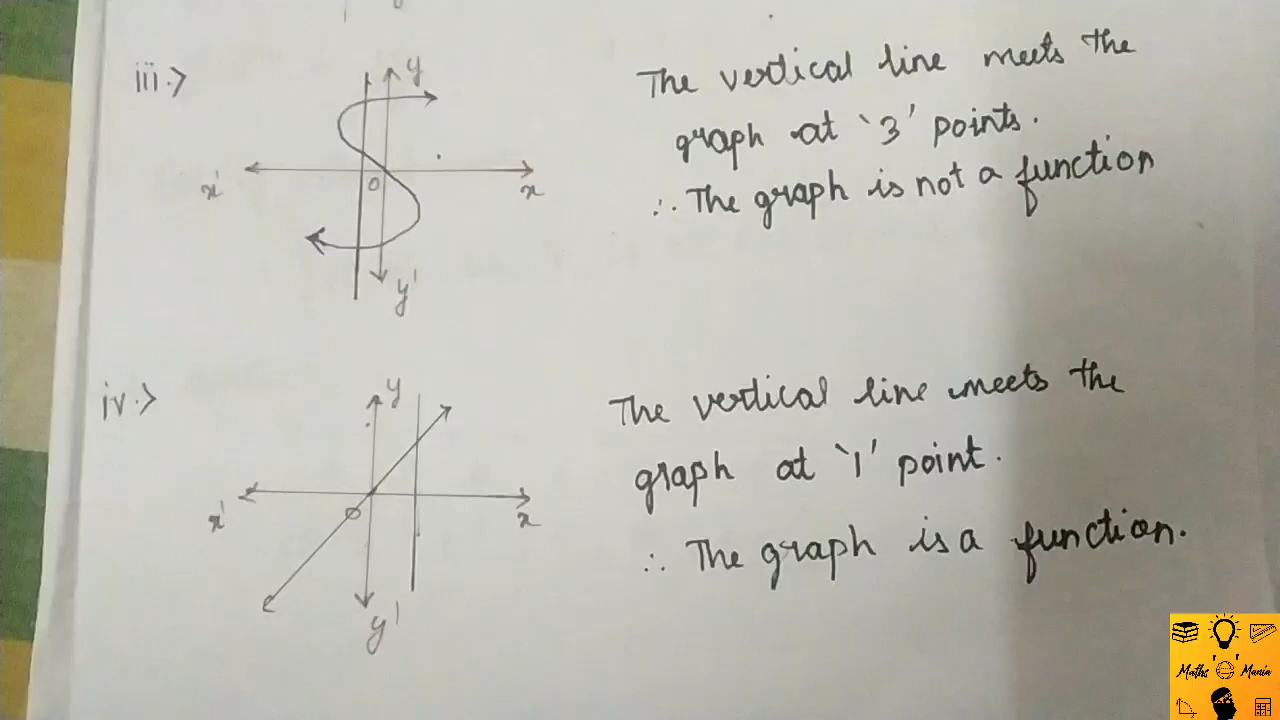 iii.>
y
x'
o
x
y'
The vertical line meets the
graph at '3' points.
∴ The graph is not a function
iv.>
y
x'
o
x
y'
The vertical line meets the
graph at '1' point.
∴ The graph is a function.
Maths Mania